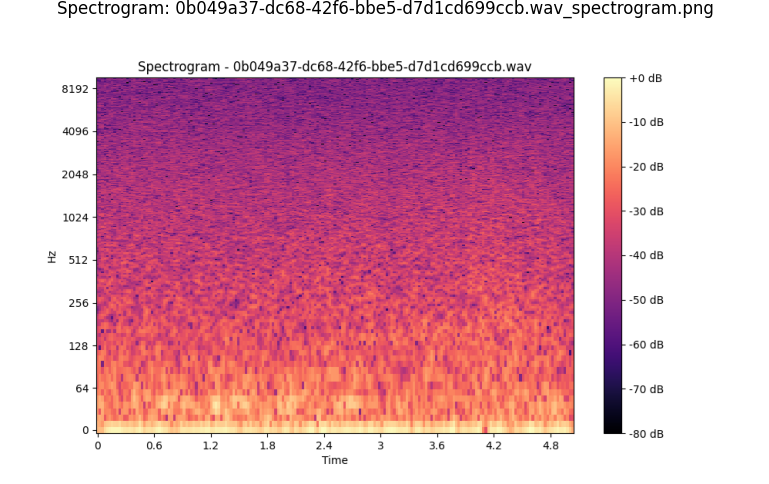 Spectrogram: 0b049a37-dc68-42f6-bbe5-d7d1cd699ccb.wav_spectrogram.png
Spectrogram - 0b049a37-dc68-42f6-bbe5-d7d1cd699ccb.wav
8192
4096
2048
1024
512
256
128
64
0
Hz
0 0.6 1.2 1.8 2.4 3 3.6 4.2 4.8
Time
+0 dB
-10 dB
-20 dB
-30 dB
-40 dB
-50 dB
-60 dB
-70 dB
-80 dB